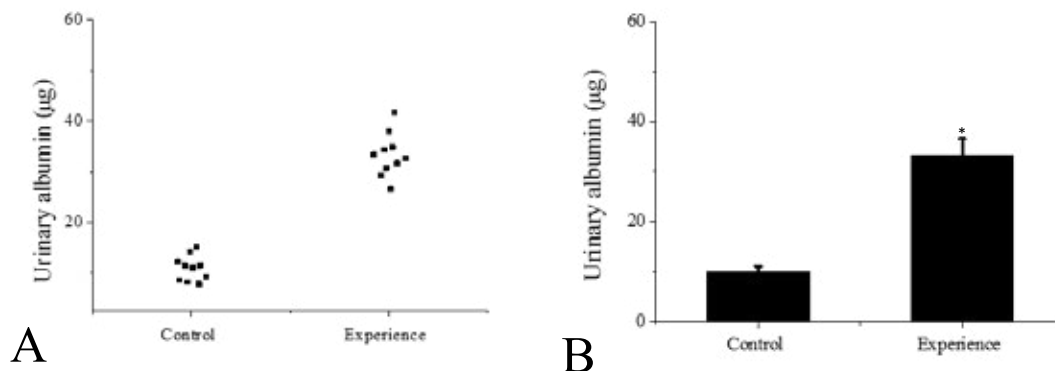 60
40
20
Urinary albumin (μg)
Control Experience
A
60
40
20
0
Urinary albumin (μg)
*
Control Experience
B